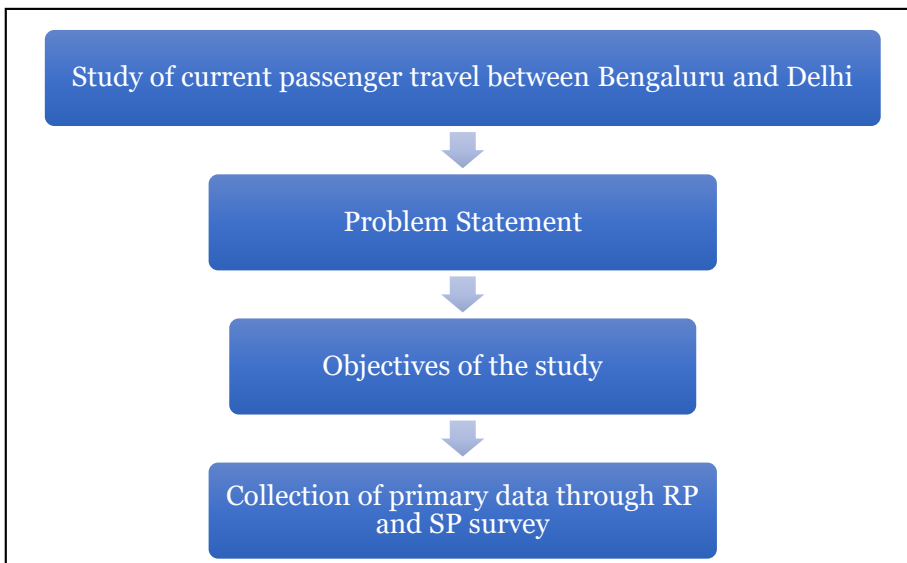 Study of current passenger travel between Bengaluru and Delhi
Problem Statement
Objectives of the study
Collection of primary data through RP
and SP survey